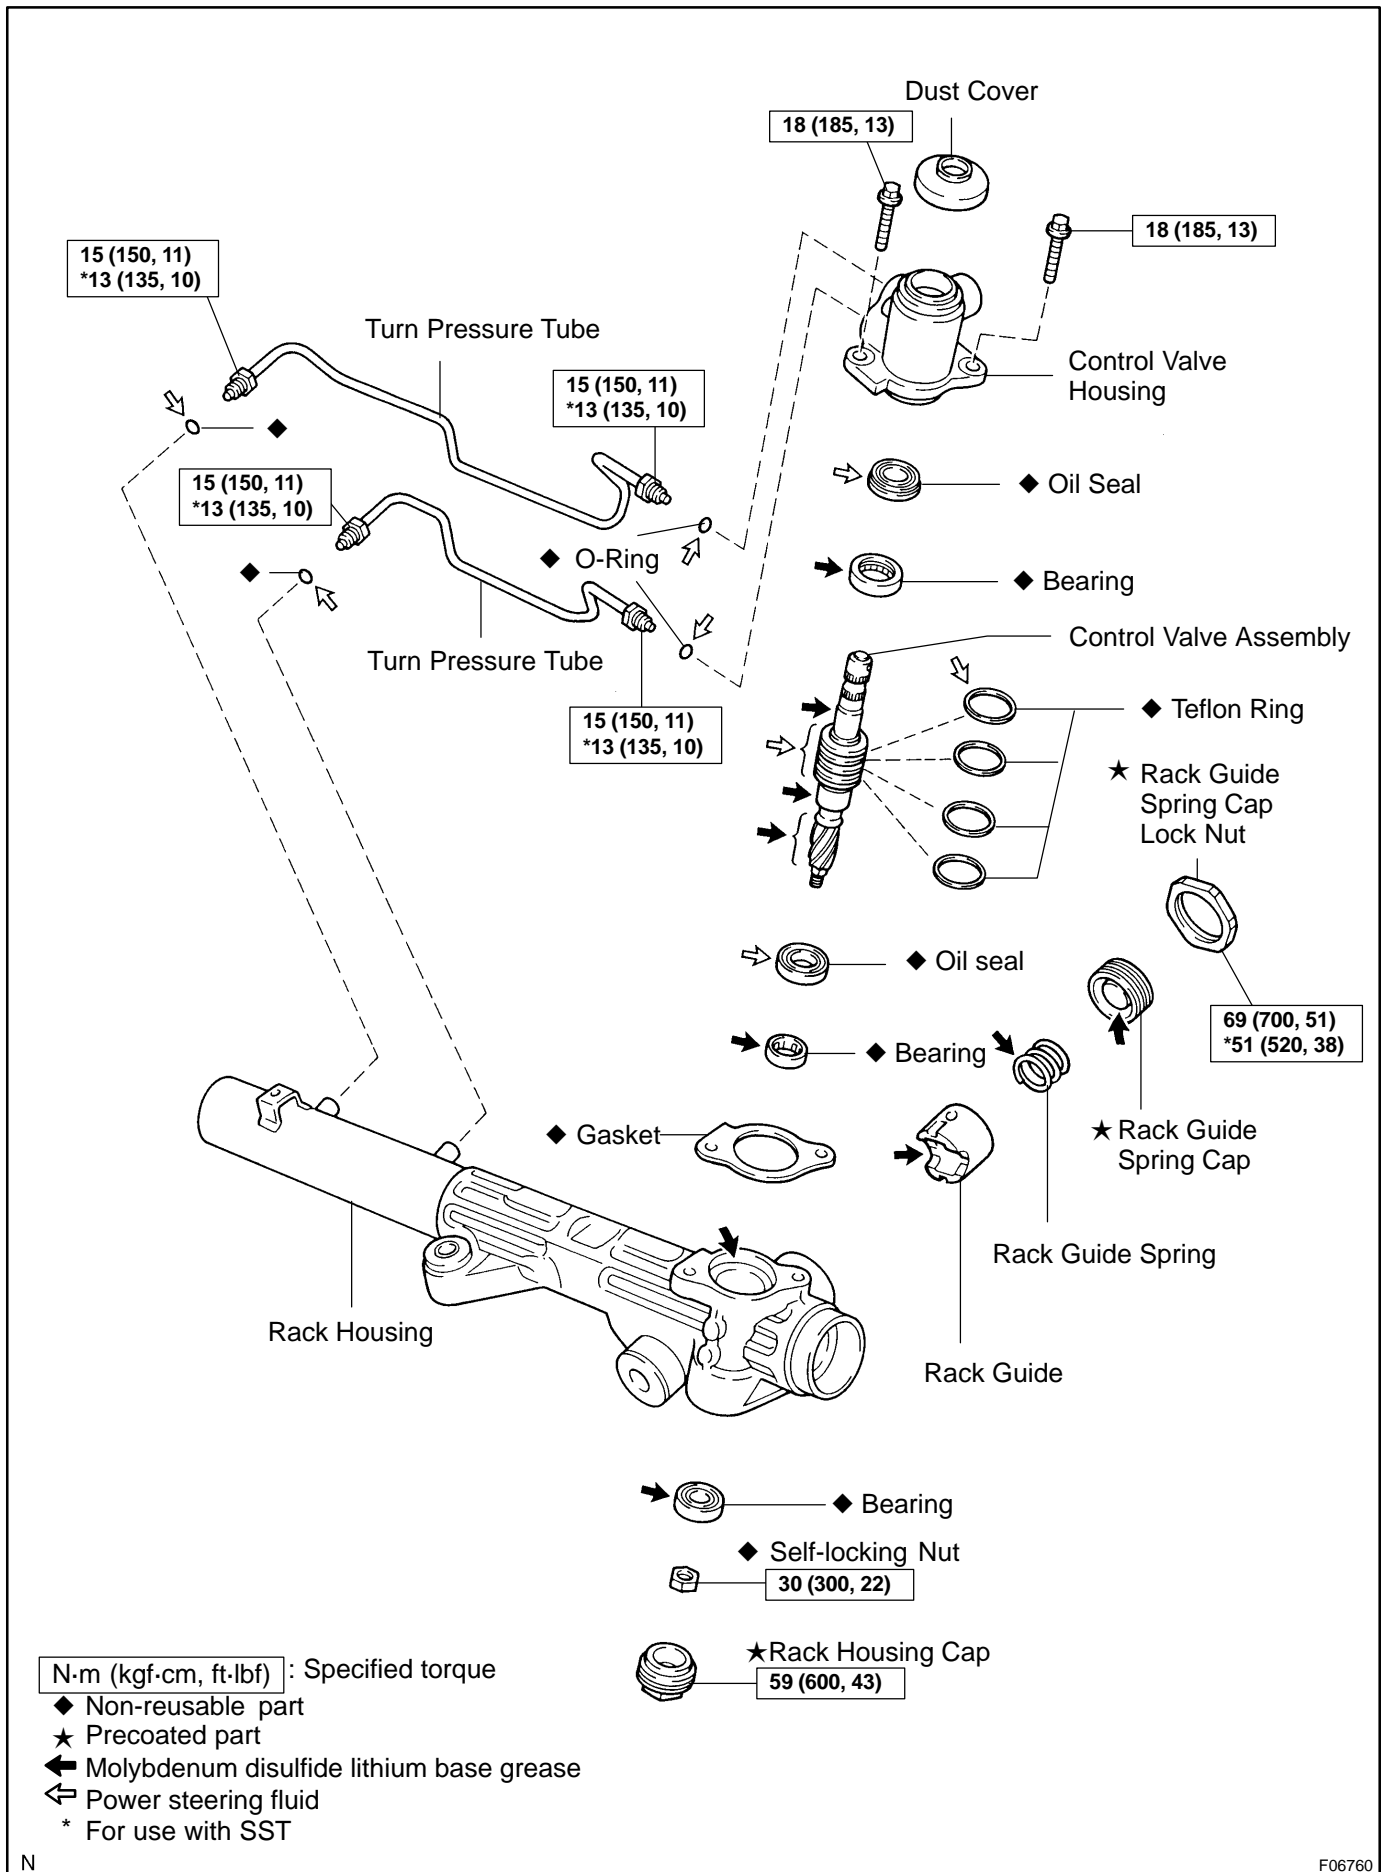 Dust Cover
18 (185, 13)
18 (185, 13)
15 (150, 11)
*13 (135, 10)
Turn Pressure Tube
15 (150, 11)
*13 (135, 10)
Control Valve
Housing
◆
15 (150, 11)
*13 (135, 10)
◆ Oil Seal
◆ O-Ring
◆
◆ Bearing
Control Valve Assembly
Turn Pressure Tube
15 (150, 11)
*13 (135, 10)
◆ Teflon Ring
★ Rack Guide
Spring Cap
Lock Nut
◆ Oil seal
69 (700, 51)
*51 (520, 38)
◆ Bearing
◆ Gasket
★ Rack Guide
Spring Cap
Rack Guide Spring
Rack Housing
Rack Guide
◆ Bearing
◆ Self-locking Nut
30 (300, 22)
★Rack Housing Cap
59 (600, 43)
N·m (kgf·cm, ft·lbf) : Specified torque
◆ Non-reusable part
★ Precoated part
Molybdenum disulfide lithium base grease
Power steering fluid
* For use with SST
N
F06760